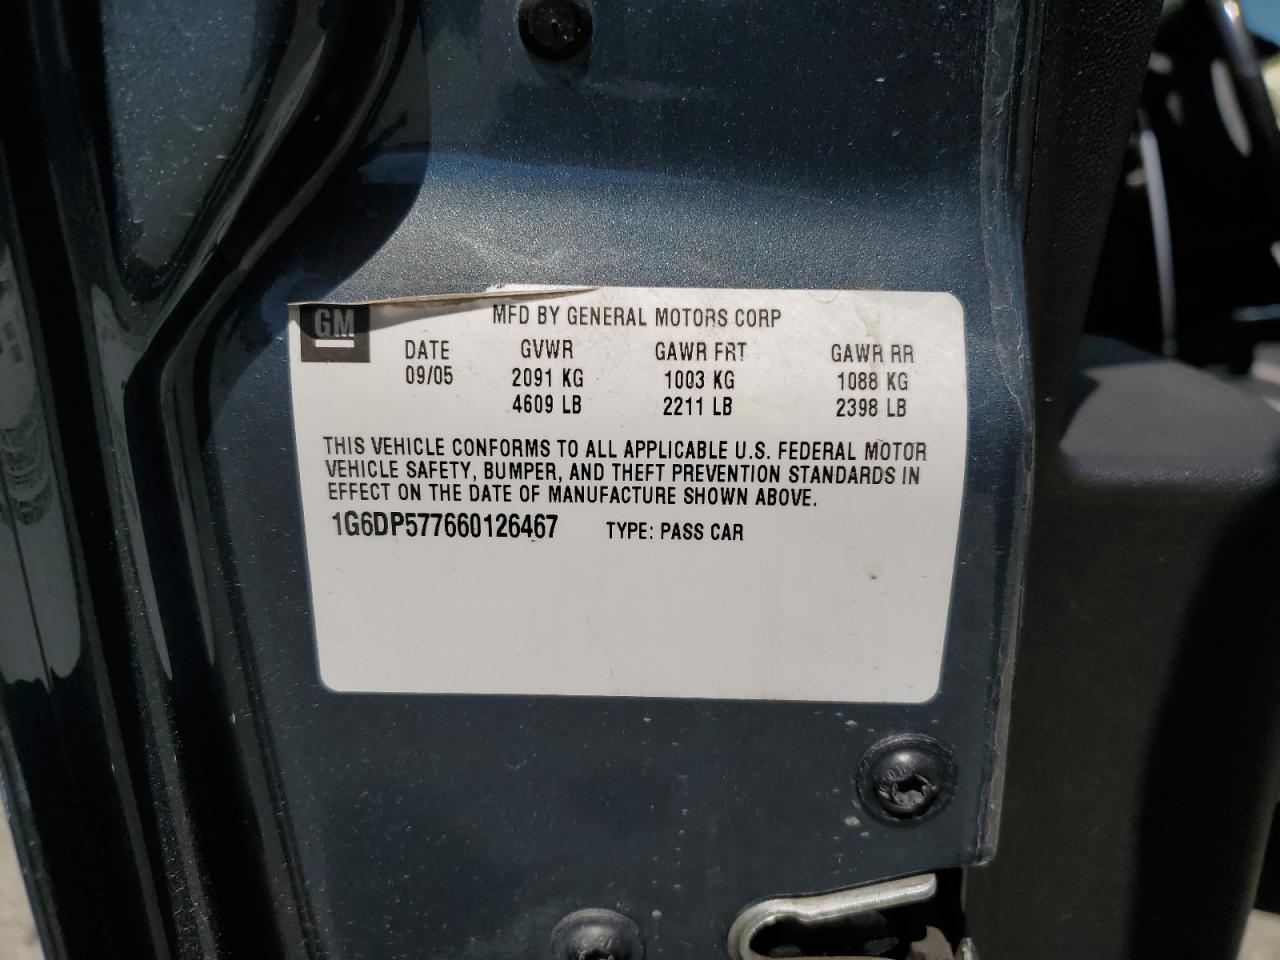 GM
MFD BY GENERAL MOTORS CORP
DATE GVWR GAWR FRT GAWR RR
09/05 2091 KG 1003 KG 1088 KG
4609 LB 2211 LB 2398 LB
THIS VEHICLE CONFORMS TO ALL APPLICABLE U.S. FEDERAL MOTOR
VEHICLE SAFETY, BUMPER, AND THEFT PREVENTION STANDARDS IN
EFFECT ON THE DATE OF MANUFACTURE SHOWN ABOVE.
1G6DP577660126467 TYPE: PASS CAR